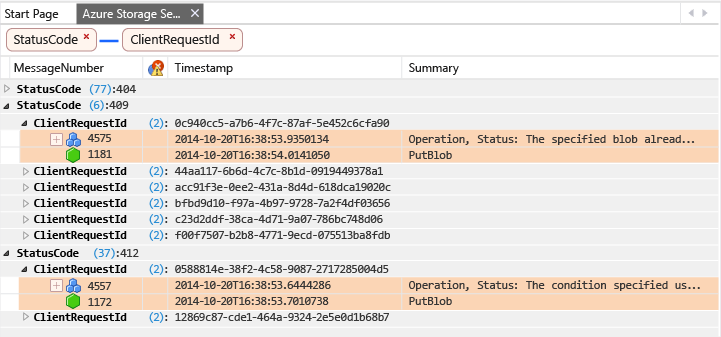 Start Page Azure Storage Se... ✕
StatusCode × ClientRequestId ×
MessageNumber Timestamp Summary
StatusCode (77):404
StatusCode (6):409
ClientRequestId (2): 0c940cc5-a7b6-4f7c-87af-5e452c6cfa90
4575 2014-10-20T16:38:53.9350134 Operation, Status: The specified blob alread...
1181 2014-10-20T16:38:54.0141050 PutBlob
ClientRequestId (2): 44aa117-6b6d-4c7c-8b1d-0919449378a1
ClientRequestId (2): acc91f3e-0ee2-431a-8d4d-618dca19020c
ClientRequestId (2): bfbd9d10-f97a-4b97-9728-7a2f4df03656
ClientRequestId (2): c23d2ddf-38ca-4d71-9a07-786bc748d06
ClientRequestId (2): f00f7507-b2b8-4771-9ecd-075513ba8fdb
StatusCode (37):412
ClientRequestId (2): 0588814e-38f2-4c58-9087-2717285004d5
4557 2014-10-20T16:38:53.6444286 Operation, Status: The condition specified us...
1172 2014-10-20T16:38:53.7010738 PutBlob
ClientRequestId (2): 12869c87-cde1-464a-9324-2e5e0d1b68b7